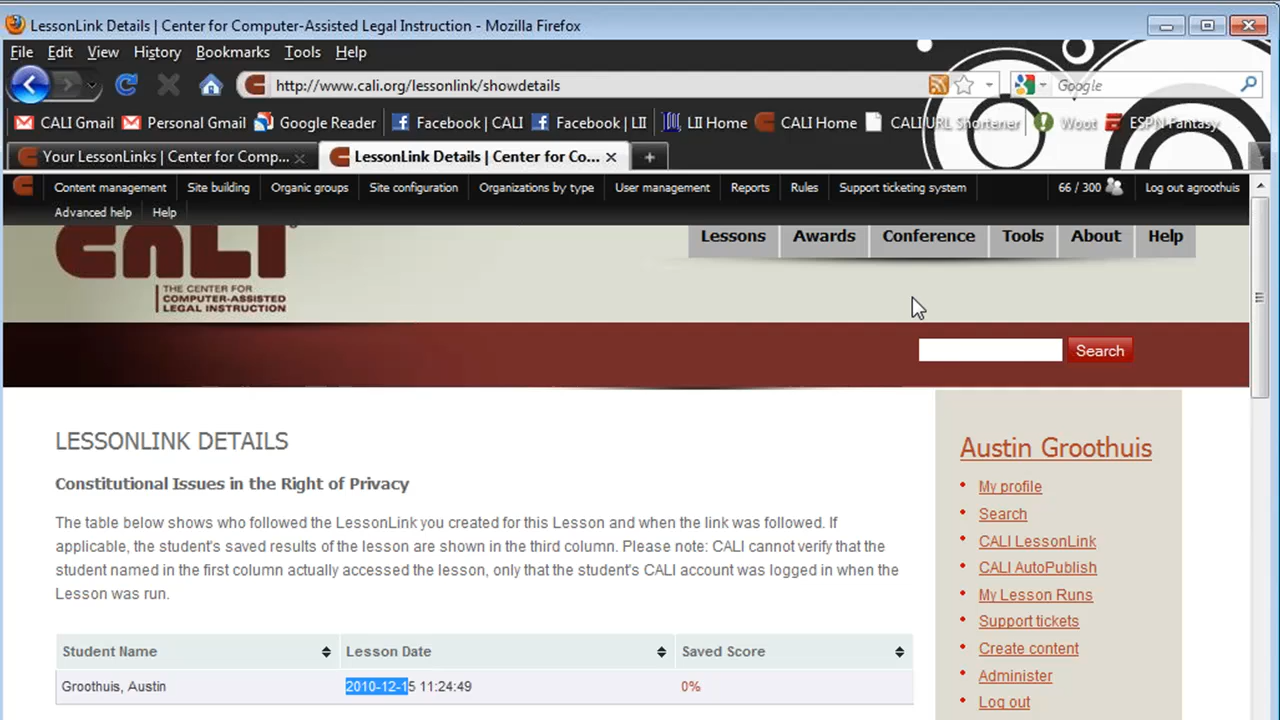 LessonLink Details | Center for Computer-Assisted Legal Instruction - Mozilla Firefox
File Edit View History Bookmarks Tools Help
http://www.cali.org/lessonlink/showdetails Google
CALI Gmail Personal Gmail Google Reader Facebook | CALI Facebook | LII LII Home CALI Home CALI URL Shortener Woot ESPN Fantasy
Your LessonLinks | Center for Comp... LessonLink Details | Center for Co...
Content management Site building Organic groups Site configuration Organizations by type User management Reports Rules Support ticketing system 66 / 300 Log out agroothuis
Advanced help Help
CALI
Lessons Awards Conference Tools About Help
THE CENTER FOR
COMPUTER-ASSISTED
LEGAL INSTRUCTION
Search
LESSONLINK DETAILS
Constitutional Issues in the Right of Privacy
The table below shows who followed the LessonLink you created for this Lesson and when the link was followed. If
applicable, the student's saved results of the lesson are shown in the third column. Please note: CALI cannot verify that the
student named in the first column actually accessed the lesson, only that the student's CALI account was logged in when the
Lesson was run.
Student Name Lesson Date Saved Score
Groothuis, Austin 2010-12-15 11:24:49 0%
Austin Groothuis
My profile
Search
CALI LessonLink
CALI AutoPublish
My Lesson Runs
Support tickets
Create content
Administer
Log out